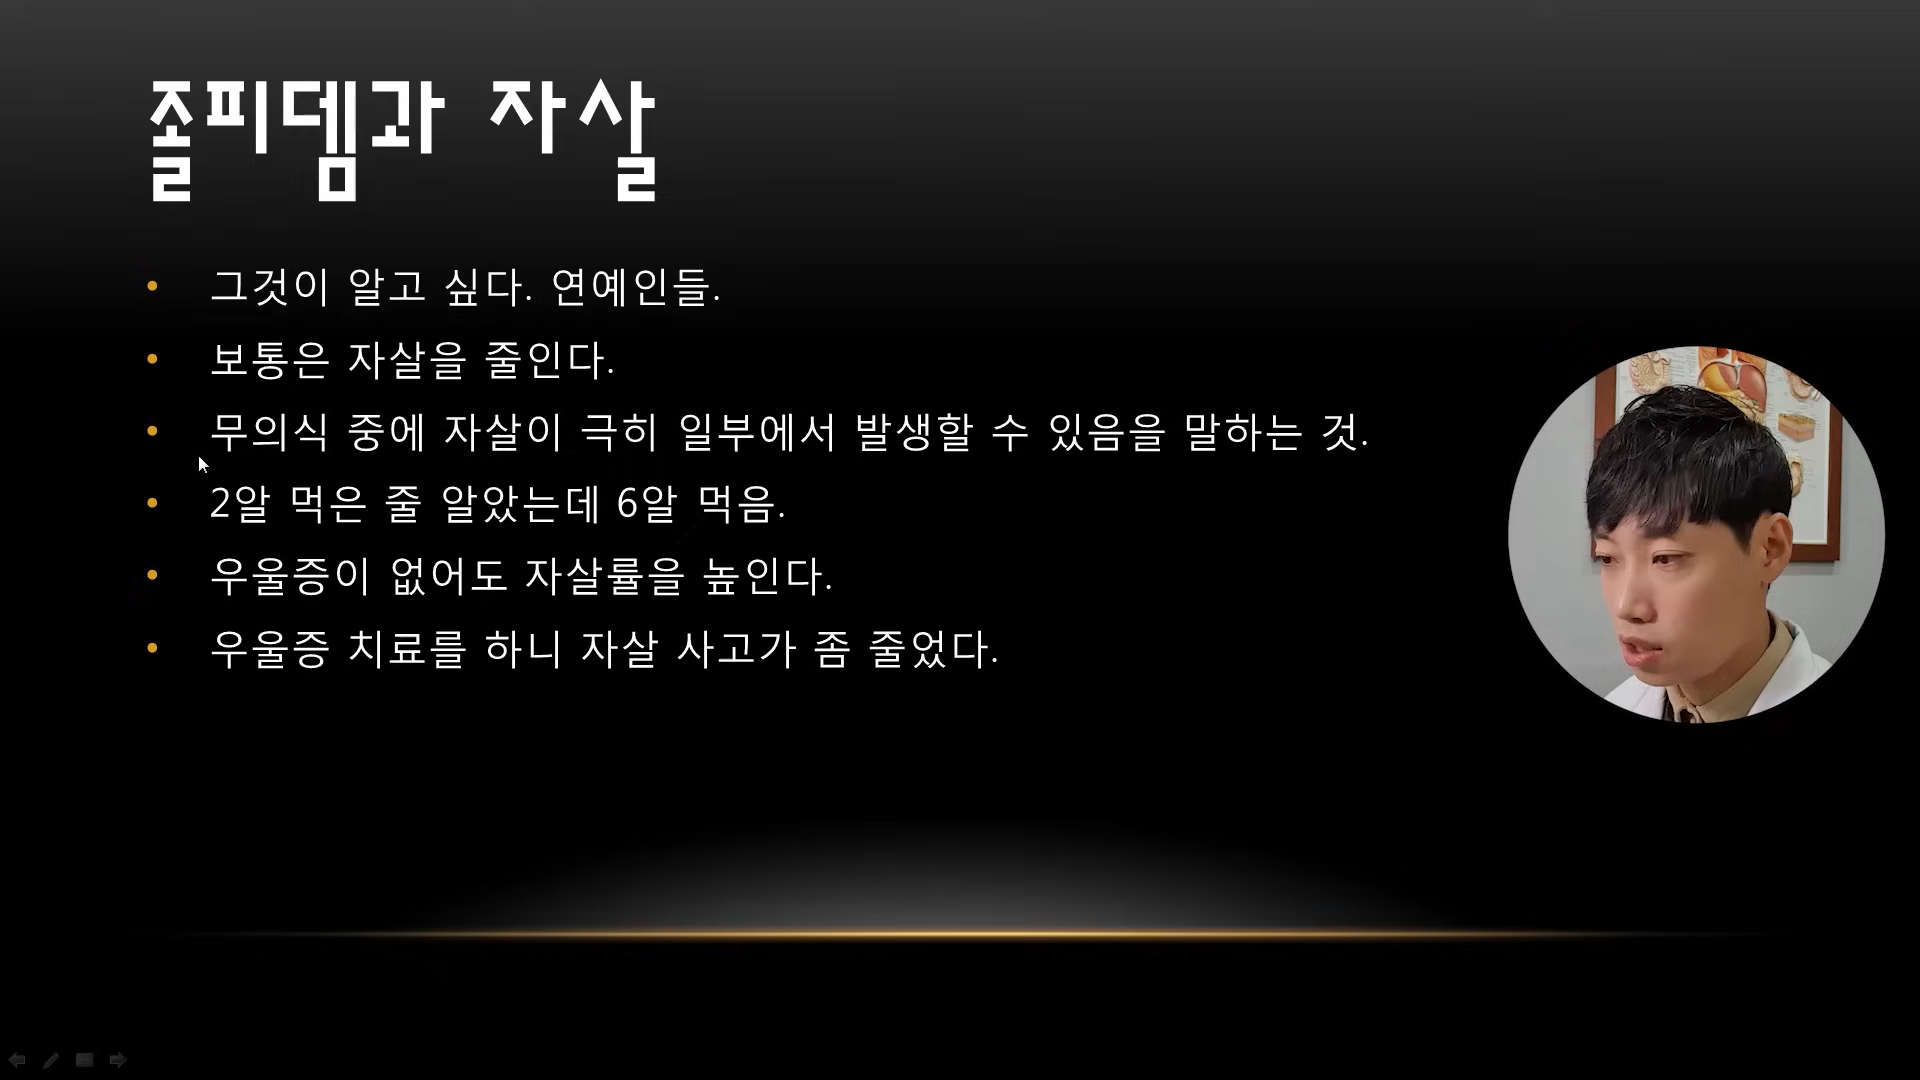 졸피뎀과 자살
그것이 알고 싶다. 연예인들.
보통은 자살을 줄인다.
무의식 중에 자살이 극히 일부에서 발생할 수 있음을 말하는 것.
2알 먹은 줄 알았는데 6알 먹음.
우울증이 없어도 자살률을 높인다.
우울증 치료를 하니 자살 사고가 좀 줄었다.